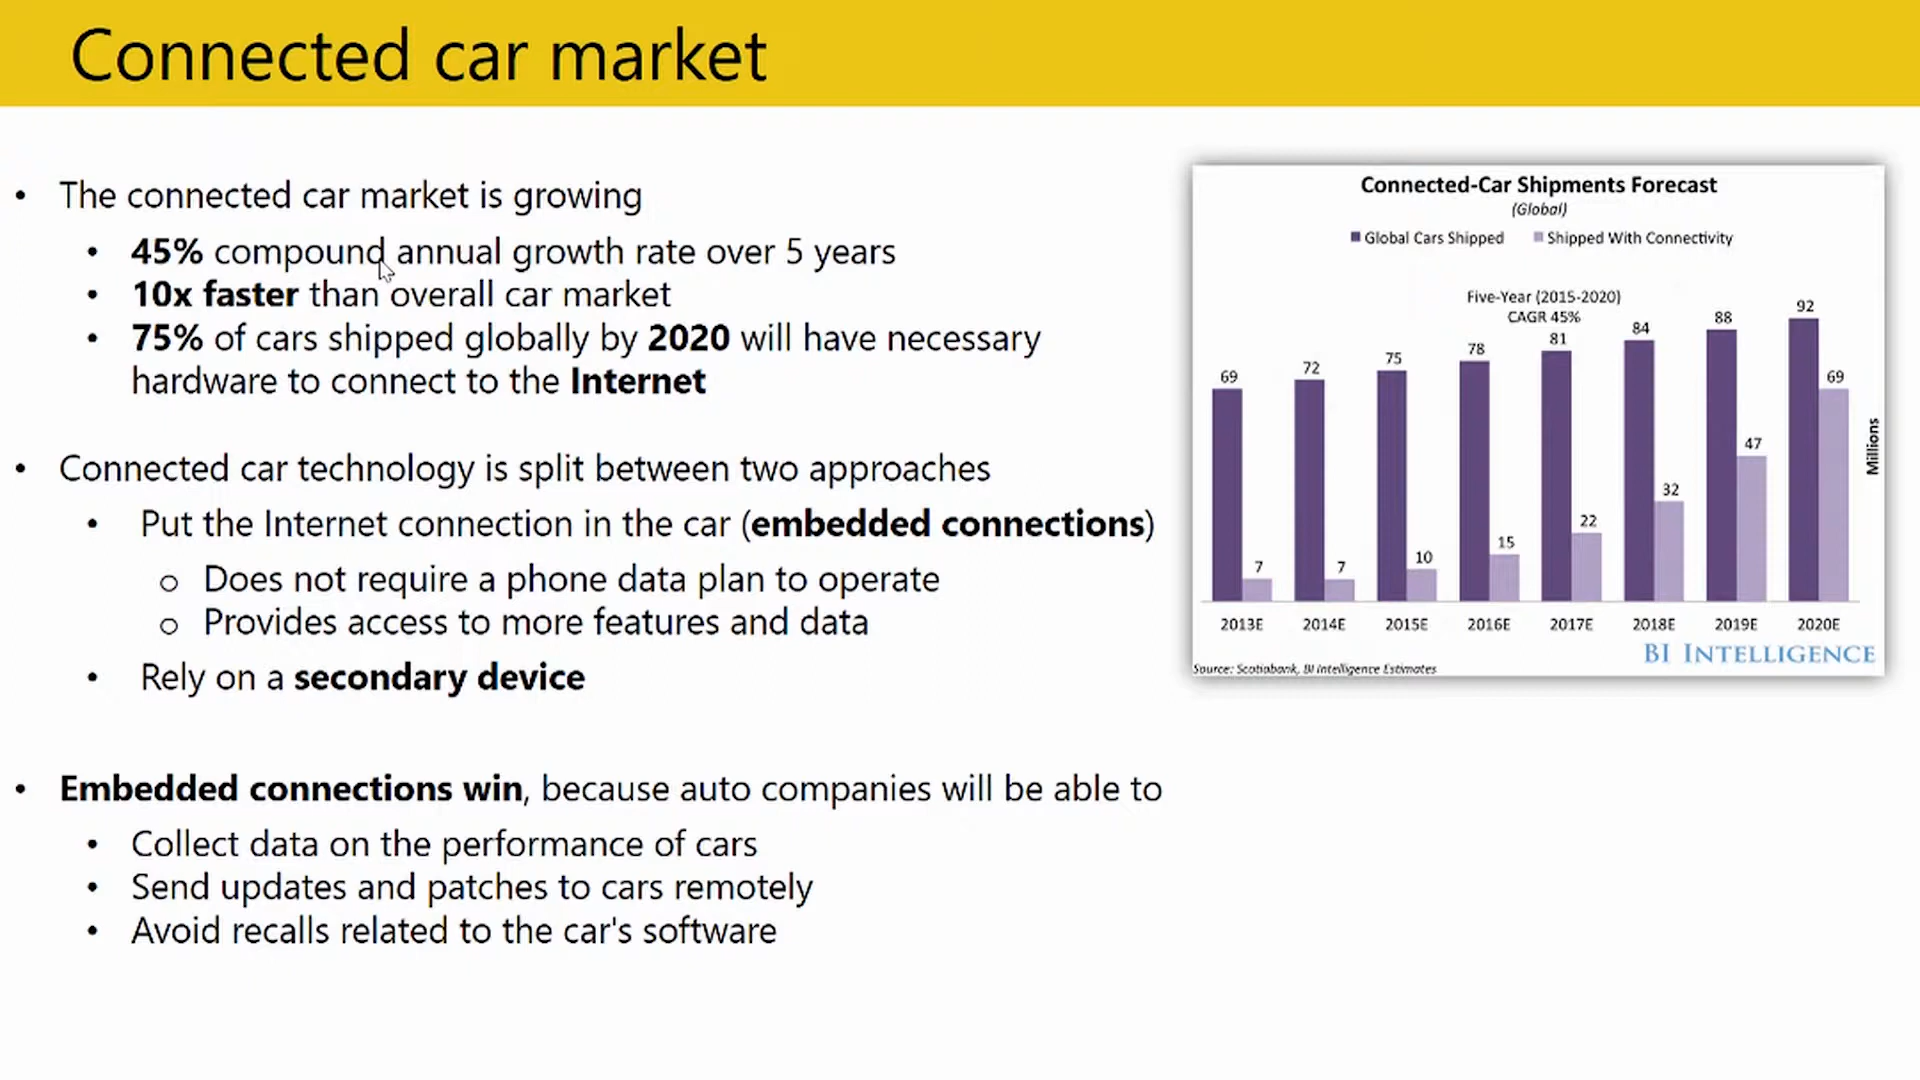 Connected car market
• The connected car market is growing
• 45% compound annual growth rate over 5 years
• 10x faster than overall car market
• 75% of cars shipped globally by 2020 will have necessary
hardware to connect to the Internet
• Connected car technology is split between two approaches
• Put the Internet connection in the car (embedded connections)
o Does not require a phone data plan to operate
o Provides access to more features and data
• Rely on a secondary device
• Embedded connections win, because auto companies will be able to
• Collect data on the performance of cars
• Send updates and patches to cars remotely
• Avoid recalls related to the car's software
Connected-Car Shipments Forecast
(Global)
Global Cars Shipped Shipped With Connectivity
Five-Year (2015-2020)
CAGR 45%
69 72 75 78 81 84 88 92
7 7 10 15 22 32 47 69
Millions
2013E 2014E 2015E 2016E 2017E 2018E 2019E 2020E
BI INTELLIGENCE
Source: Scotiabank, BI Intelligence Estimates